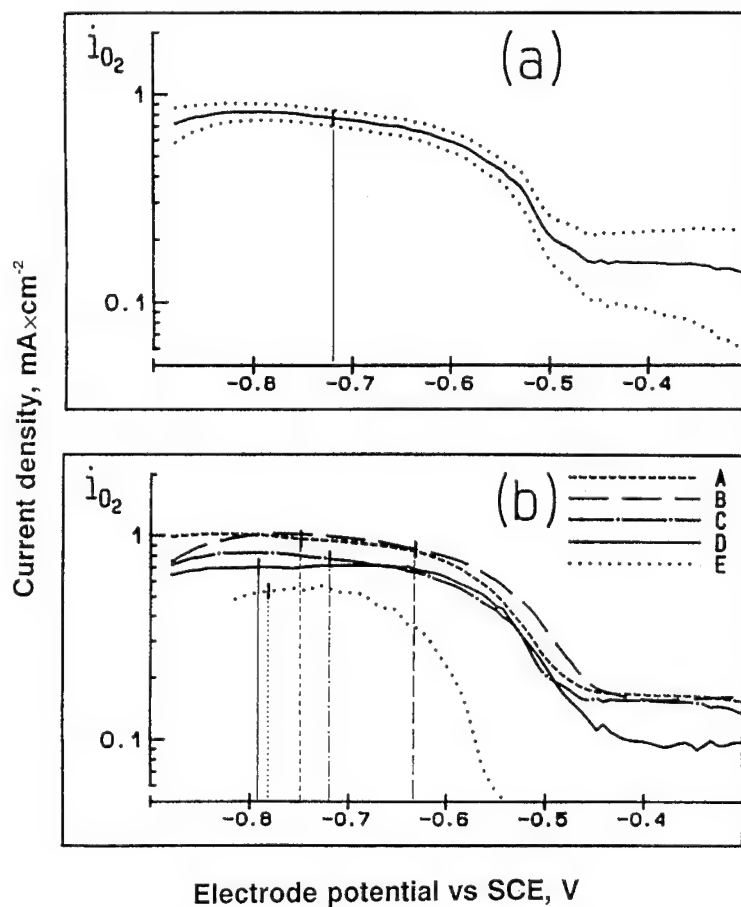 i_O2
(a)
1
0.1
-0.8 -0.7 -0.6 -0.5 -0.4
Current density, mA×cm⁻²
i_O2
(b)
A
B
C
D
E
1
0.1
-0.8 -0.7 -0.6 -0.5 -0.4
Electrode potential vs SCE, V